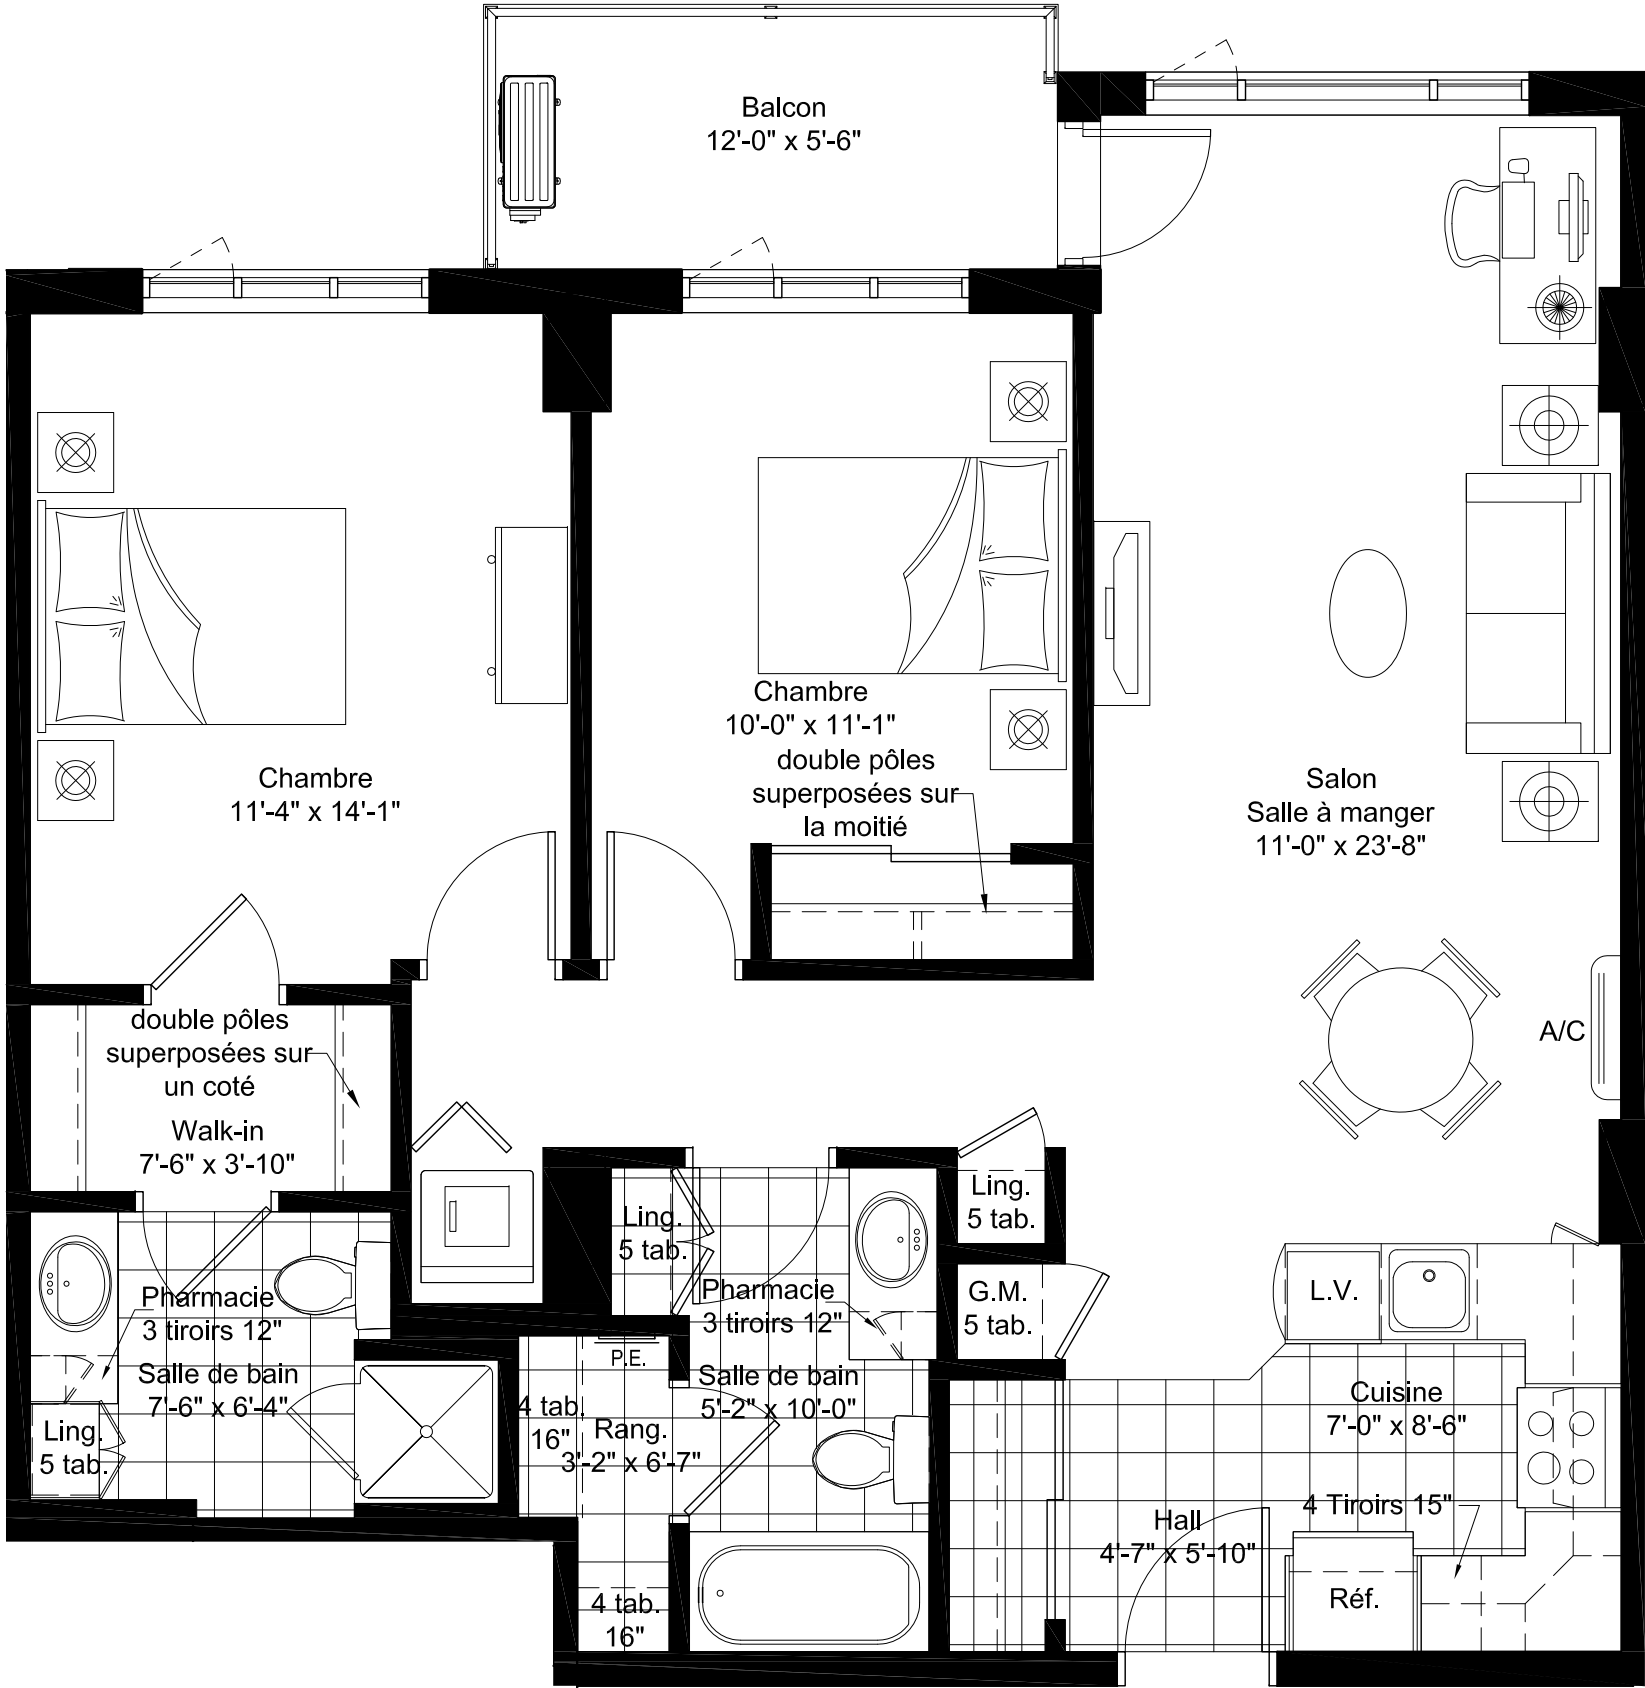 Balcon
12'-0" x 5'-6"
Chambre
10'-0" x 11'-1"
double pôles
superposées sur
la moitié
Chambre
11'-4" x 14'-1"
Salon
Salle à manger
11'-0" x 23'-8"
A/C
double pôles
superposées sur
un coté
Walk-in
7'-6" x 3'-10"
Ling.
5 tab.
Ling.
5 tab.
Pharmacie
3 tiroirs 12"
Salle de bain
7'-6" x 6'-4"
Ling.
5 tab.
Pharmacie
3 tiroirs 12"
Salle de bain
5'-2" x 10'-0"
G.M.
5 tab.
L.V.
P.E.
4 tab.
16"
Rang.
3'-2" x 6'-7"
4 tab.
16"
Cuisine
7'-0" x 8'-6"
4 Tiroirs 15"
Hall
4'-7" x 5'-10"
Réf.